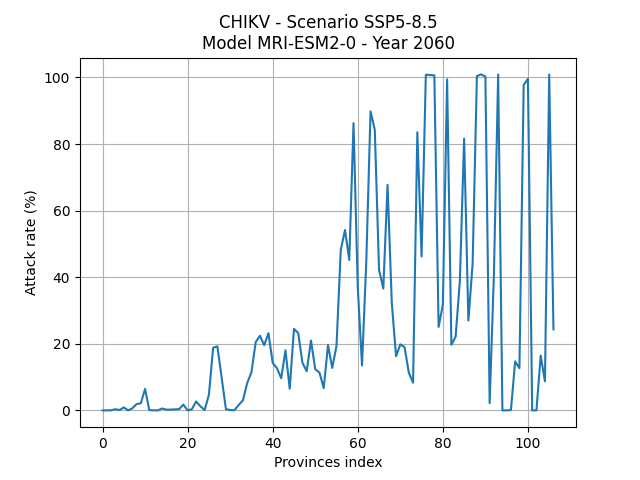 CHIKV - Scenario SSP5-8.5
Model MRI-ESM2-0 - Year 2060
100
80
60
40
20
0
Attack rate (%)
0 20 40 60 80 100
Provinces index